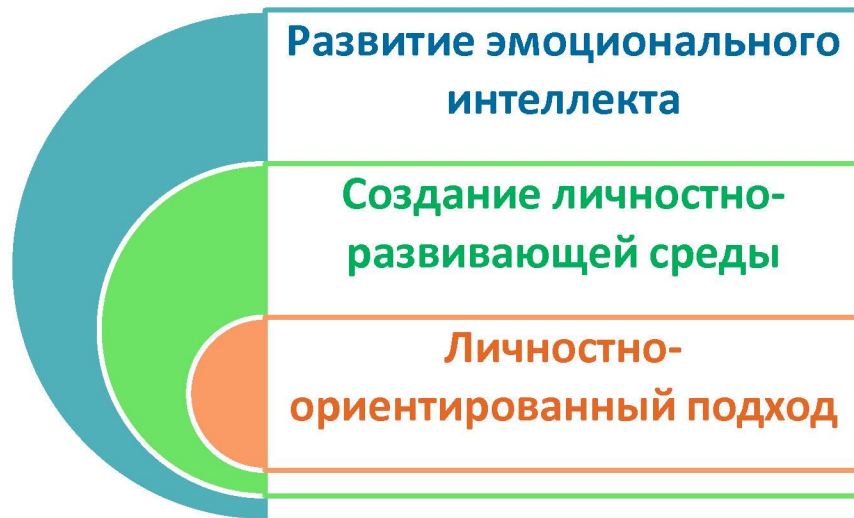 Развитие эмоционального
интеллекта
Создание личностно-
развивающей среды
Личностно-
ориентированный подход